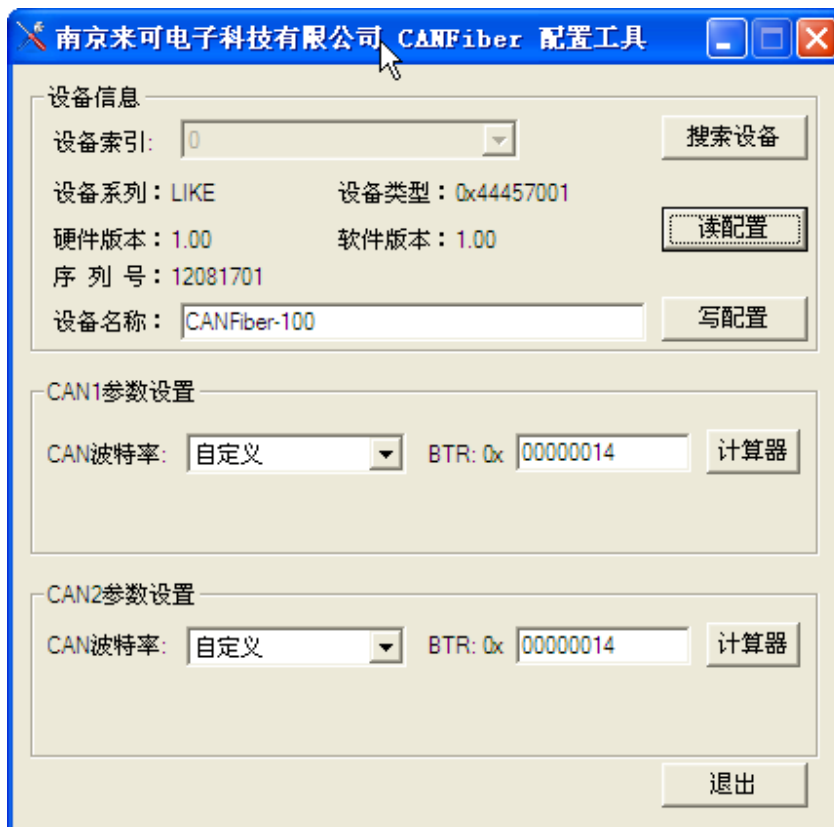 南京来可电子科技有限公司 CANFiber 配置工具
设备信息
设备索引: 0 搜索设备
设备系列：LIKE 设备类型：0x44457001
读配置
硬件版本：1.00 软件版本：1.00
序 列 号：12081701
设备名称： CANFiber-100 写配置
CAN1参数设置
CAN波特率: 自定义 BTR: 0x 00000014 计算器
CAN2参数设置
CAN波特率: 自定义 BTR: 0x 00000014 计算器
退出